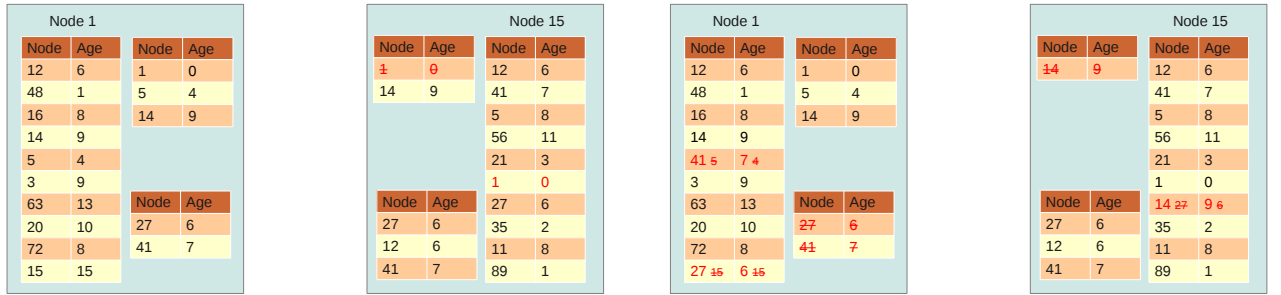 Node 1
Node Age
12 6
48 1
16 8
14 9
5 4
3 9
63 13
20 10
72 8
15 15
Node Age
1 0
5 4
14 9
Node Age
27 6
41 7
Node 15
Node Age
1 0
14 9
Node Age
27 6
12 6
41 7
Node Age
12 6
41 7
5 8
56 11
21 3
1 0
27 6
35 2
11 8
89 1
Node 1
Node Age
12 6
48 1
16 8
14 9
41 5 7 4
3 9
63 13
20 10
72 8
27 15 6 15
Node Age
1 0
5 4
14 9
Node Age
27 6
41 7
Node 15
Node Age
14 9
Node Age
27 6
12 6
41 7
Node Age
12 6
41 7
5 8
56 11
21 3
1 0
14 27 9 6
35 2
11 8
89 1